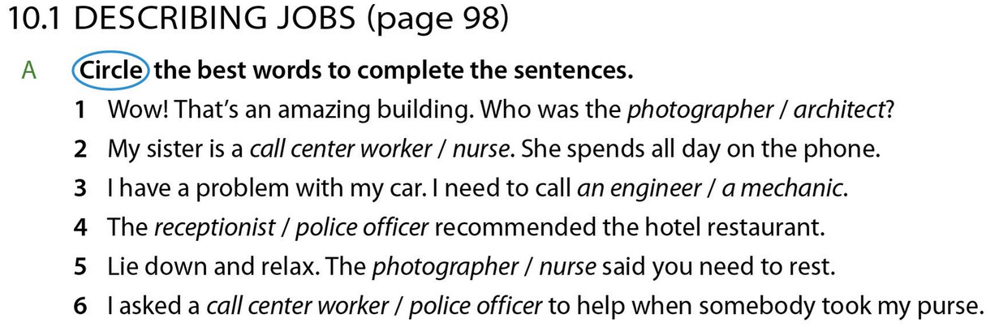 10.1 DESCRIBING JOBS (page 98)
A Circle the best words to complete the sentences.
1 Wow! That’s an amazing building. Who was the photographer / architect?
2 My sister is a call center worker / nurse. She spends all day on the phone.
3 I have a problem with my car. I need to call an engineer / a mechanic.
4 The receptionist / police officer recommended the hotel restaurant.
5 Lie down and relax. The photographer / nurse said you need to rest.
6 I asked a call center worker / police officer to help when somebody took my purse.